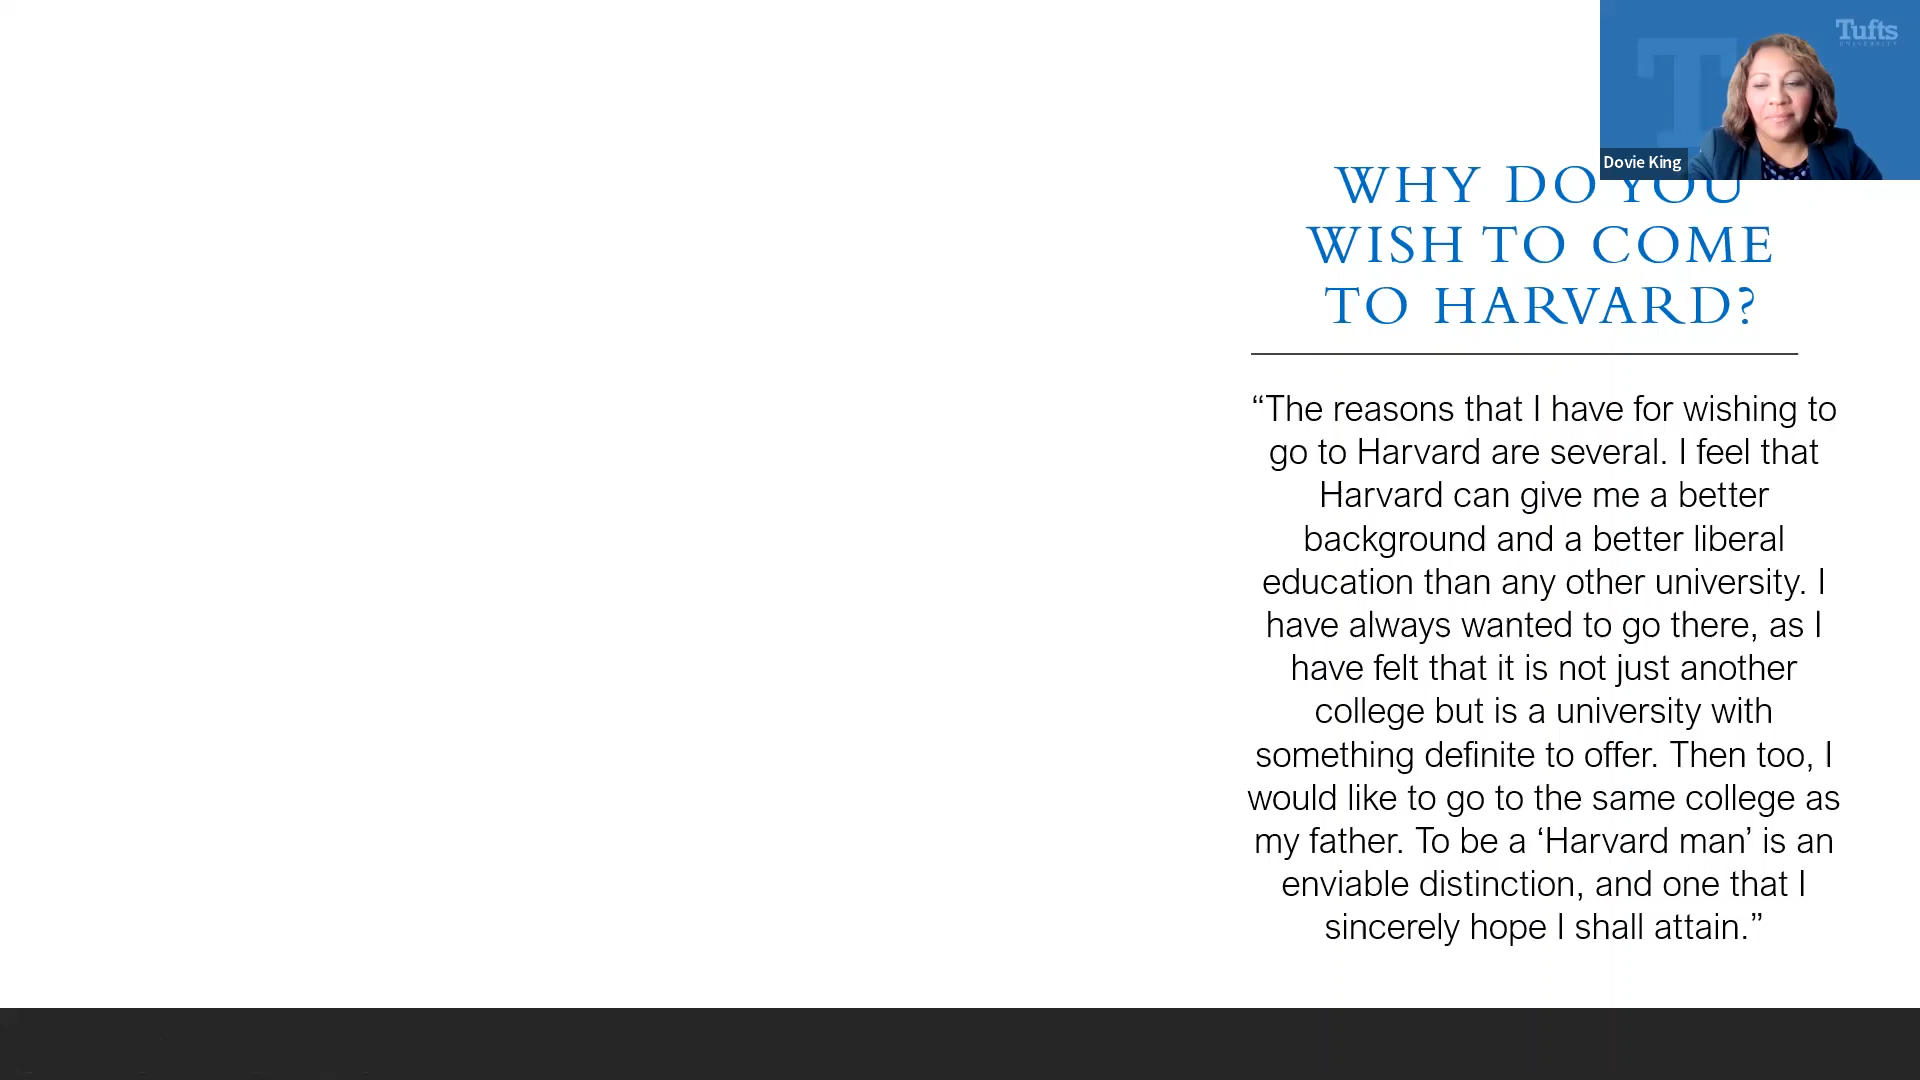 Tufts
UNIVERSITY
Dovie King
WHY DO YOU
WISH TO COME
TO HARVARD?
“The reasons that I have for wishing to
go to Harvard are several. I feel that
Harvard can give me a better
background and a better liberal
education than any other university. I
have always wanted to go there, as I
have felt that it is not just another
college but is a university with
something definite to offer. Then too, I
would like to go to the same college as
my father. To be a ‘Harvard man’ is an
enviable distinction, and one that I
sincerely hope I shall attain.”